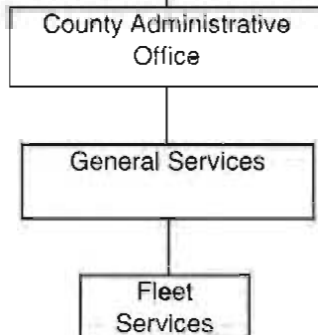 County Administrative
Office
General Services
Fleet
Services